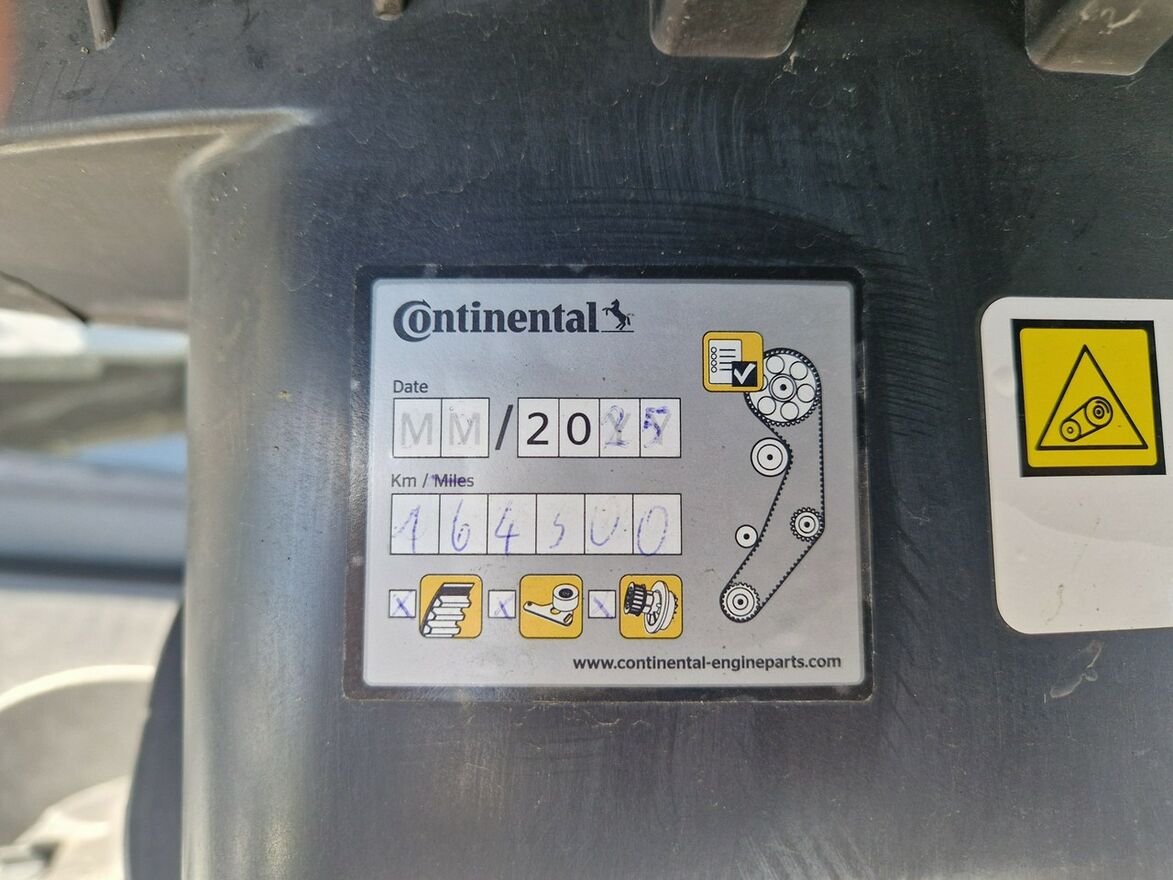 Continental
Date
MM/2025
Km / Miles
164500
www.continental-engineparts.com